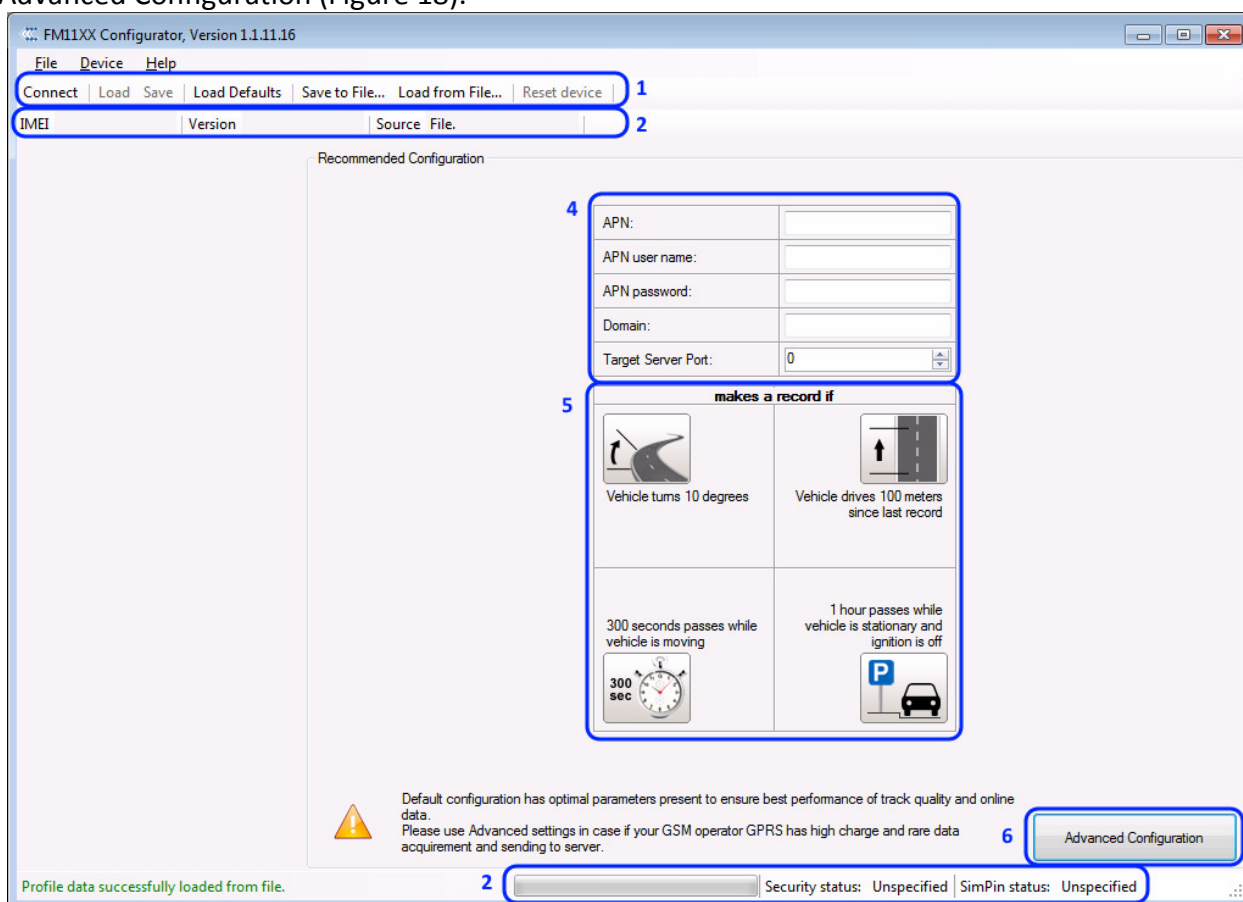 Advanced Configuration (Figure 18).
FM11XX Configurator, Version 1.1.11.16
File Device Help
Connect Load Save Load Defaults Save to File... Load from File... Reset device 1
IMEI Version Source File. 2
Recommended Configuration
4
APN:
APN user name:
APN password:
Domain:
Target Server Port: 0
5
makes a record if
Vehicle turns 10 degrees
Vehicle drives 100 meters
since last record
300 seconds passes while
vehicle is moving
300
sec
1 hour passes while
vehicle is stationary and
ignition is off
P
Default configuration has optimal parameters present to ensure best performance of track quality and online
data.
Please use Advanced settings in case if your GSM operator GPRS has high charge and rare data
acquirement and sending to server.
6 Advanced Configuration
Profile data successfully loaded from file. 2 Security status: Unspecified SimPin status: Unspecified